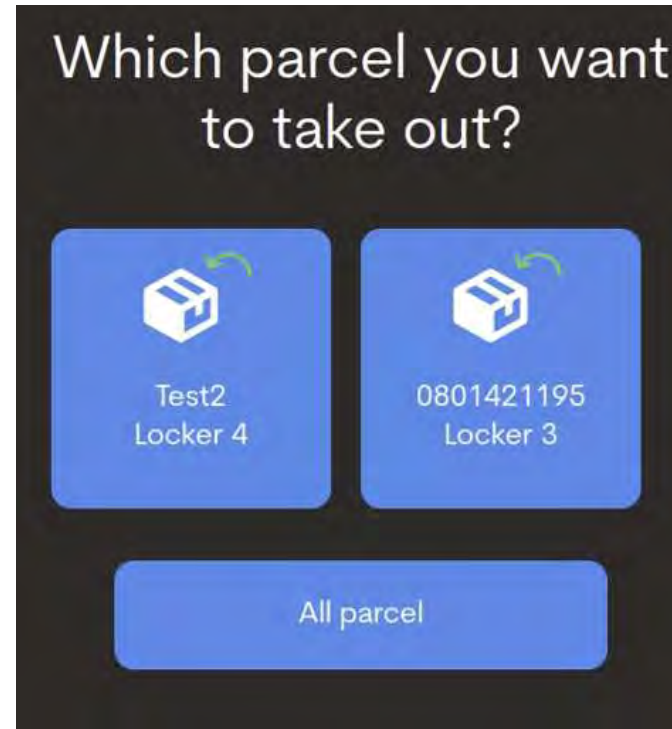 Which parcel you want
to take out?
Test2
Locker 4
0801421195
Locker 3
All parcel